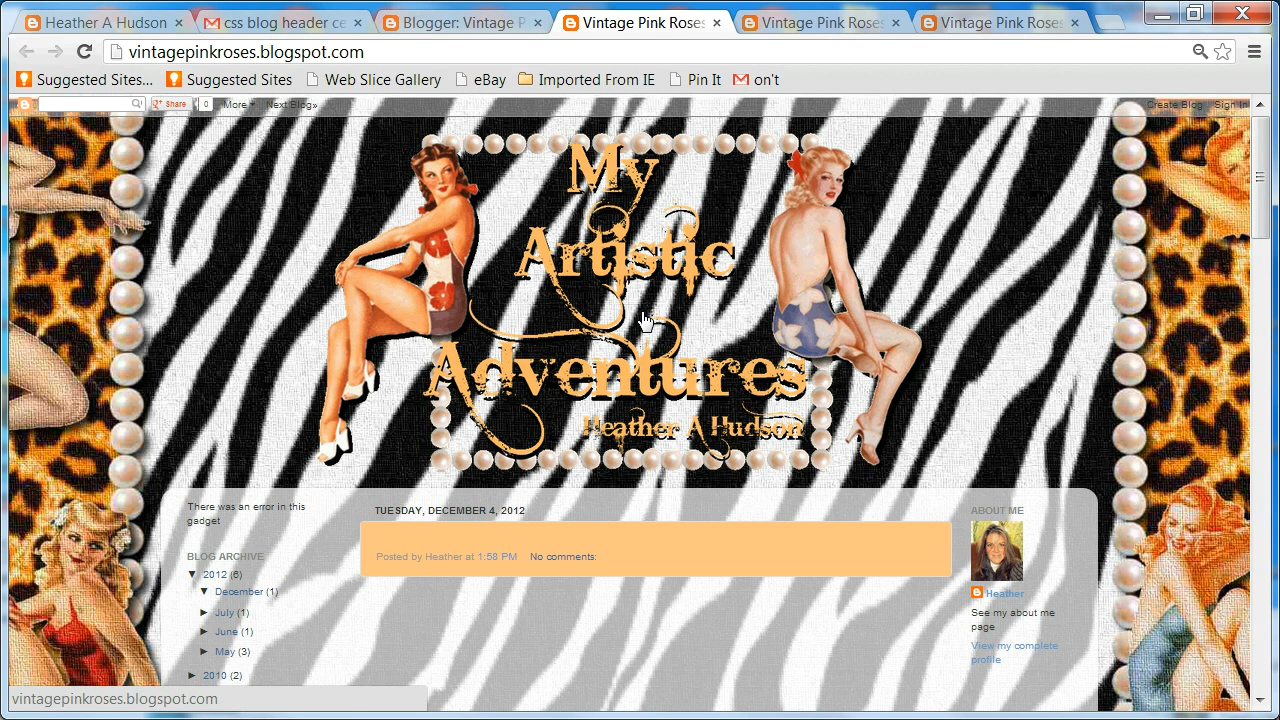 Heather A Hudson
css blog header ce
Blogger: Vintage P
Vintage Pink Roses
Vintage Pink Roses
Vintage Pink Roses
vintagepinkroses.blogspot.com
Suggested Sites...
Suggested Sites
Web Slice Gallery
eBay
Imported From IE
Pin It
on't
Share
0
More
Next Blog»
Create Blog
Sign In
My
Artistic
Adventures
Heather A Hudson
There was an error in this
gadget
BLOG ARCHIVE
▼ 2012 (6)
▼ December (1)
► July (1)
► June (1)
► May (3)
► 2010 (2)
TUESDAY, DECEMBER 4, 2012
Posted by Heather at 1:58 PM No comments:
ABOUT ME
Heather
See my about me
page
View my complete
profile
vintagepinkroses.blogspot.com